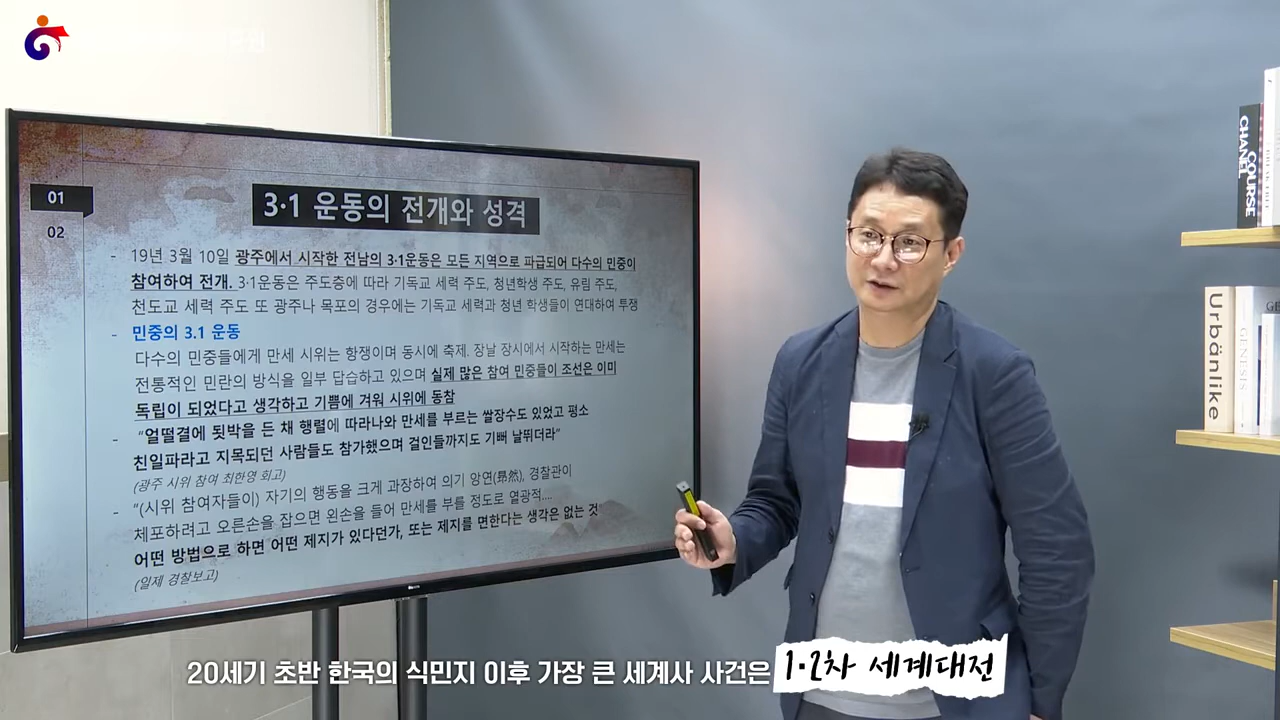 01
02
3·1 운동의 전개와 성격
- 19년 3월 10일 광주에서 시작한 전남의 3·1운동은 모든 지역으로 파급되어 다수의 민중이
참여하여 전개. 3·1운동은 주도층에 따라 기독교 세력 주도, 청년학생 주도, 유림 주도,
천도교 세력 주도 또 광주나 목포의 경우에는 기독교 세력과 청년 학생들이 연대하여 투쟁
- 민중의 3.1 운동
다수의 민중들에게 만세 시위는 항쟁이며 동시에 축제. 장날 장시에서 시작하는 만세는
전통적인 민란의 방식을 일부 답습하고 있으며 실제 많은 참여 민중들이 조선은 이미
독립이 되었다고 생각하고 기쁨에 겨워 시위에 동참
- "얼떨결에 됫박을 든 채 행렬에 따라나와 만세를 부르는 쌀장수도 있었고 평소
친일파라고 지목되던 사람들도 참가했으며 걸인들까지도 기뻐 날뛰더라"
(광주 시위 참여 최한영 회고)
- "(시위 참여자들이) 자기의 행동을 크게 과장하여 의기 앙연(昂然), 경찰관이
체포하려고 오른손을 잡으면 왼손을 들어 만세를 부를 정도로 열광적....
어떤 방법으로 하면 어떤 제지가 있다던가, 또는 제지를 면한다는 생각은 없는 것"
(일제 경찰보고)
CHANEL
COURSE
Urbänlike
GENESIS
20세기 초반 한국의 식민지 이후 가장 큰 세계사 사건은 1·2차 세계대전